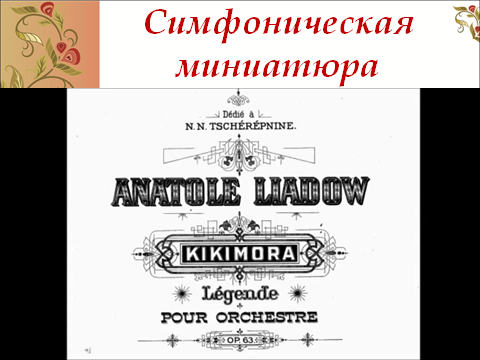 Симфоническая
миниатюра
Dédié à
N. N. TSCHÉRÉPNINE.
ANATOLE LIADOW
KIKIMORA
Légende
POUR ORCHESTRE
OP. 63.